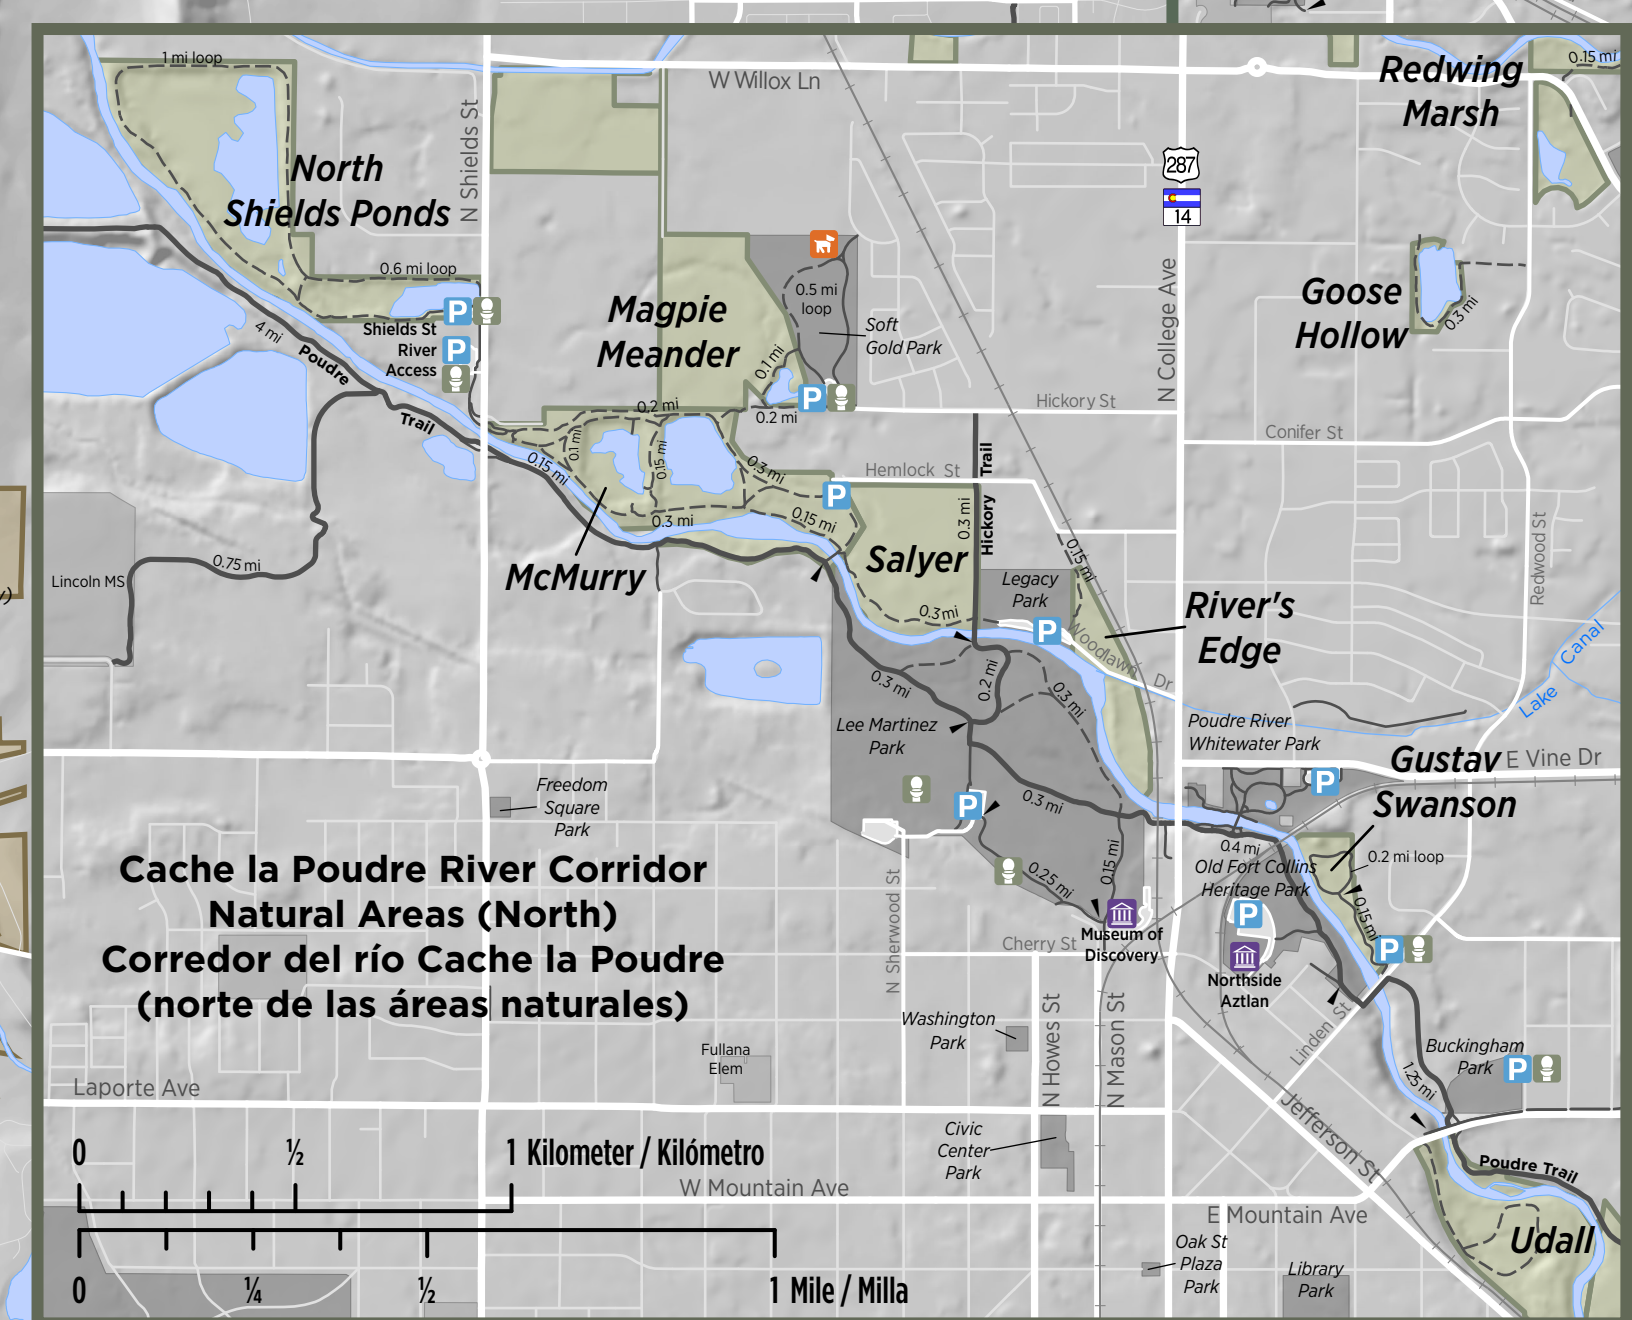 1 mi loop
W Willox Ln
Redwing
Marsh
0.15 mi
North
Shields Ponds
N Shields St
287
14
0.6 mi loop
P
Shields St
River
Access
P
4 mi
Poudre
Trail
Magpie
Meander
0.5 mi
loop
Soft
Gold Park
0.1 mi
P
N College Ave
Goose
Hollow
0.3 mi
0.2 mi
0.2 mi
Hickory St
Conifer St
0.1 mi
0.15 mi
0.15 mi
0.3 mi
P
Hemlock St
Hickory Trail
0.3 mi
0.3 mi
0.15 mi
Salyer
McMurry
0.75 mi
Lincoln MS
0.15 mi
Legacy
Park
Redwood St
0.3 mi
P
Woodlawn Dr
River's
Edge
Lake Canal
0.3 mi
0.2 mi
0.3 mi
Lee Martinez
Park
Poudre River
Whitewater Park
P
Gustav
Swanson
E Vine Dr
Freedom
Square
Park
P
0.3 mi
0.4 mi
0.2 mi loop
Old Fort Collins
Heritage Park
P
0.15 mi
0.25 mi
0.15 mi
P
Cache la Poudre River Corridor
Natural Areas (North)
Corredor del río Cache la Poudre
(norte de las áreas naturales)
N Sherwood St
Cherry St
Museum of
Discovery
Northside
Aztlan
Linden St
Washington
Park
N Howes St
N Mason St
Fullana
Elem
Buckingham
Park
P
1.25 mi
Laporte Ave
Jefferson St
Civic
Center
Park
Poudre Trail
0
½
1 Kilometer / Kilómetro
W Mountain Ave
E Mountain Ave
Udall
Oak St
Plaza
Park
Library
Park
0
¼
½
1 Mile / Milla